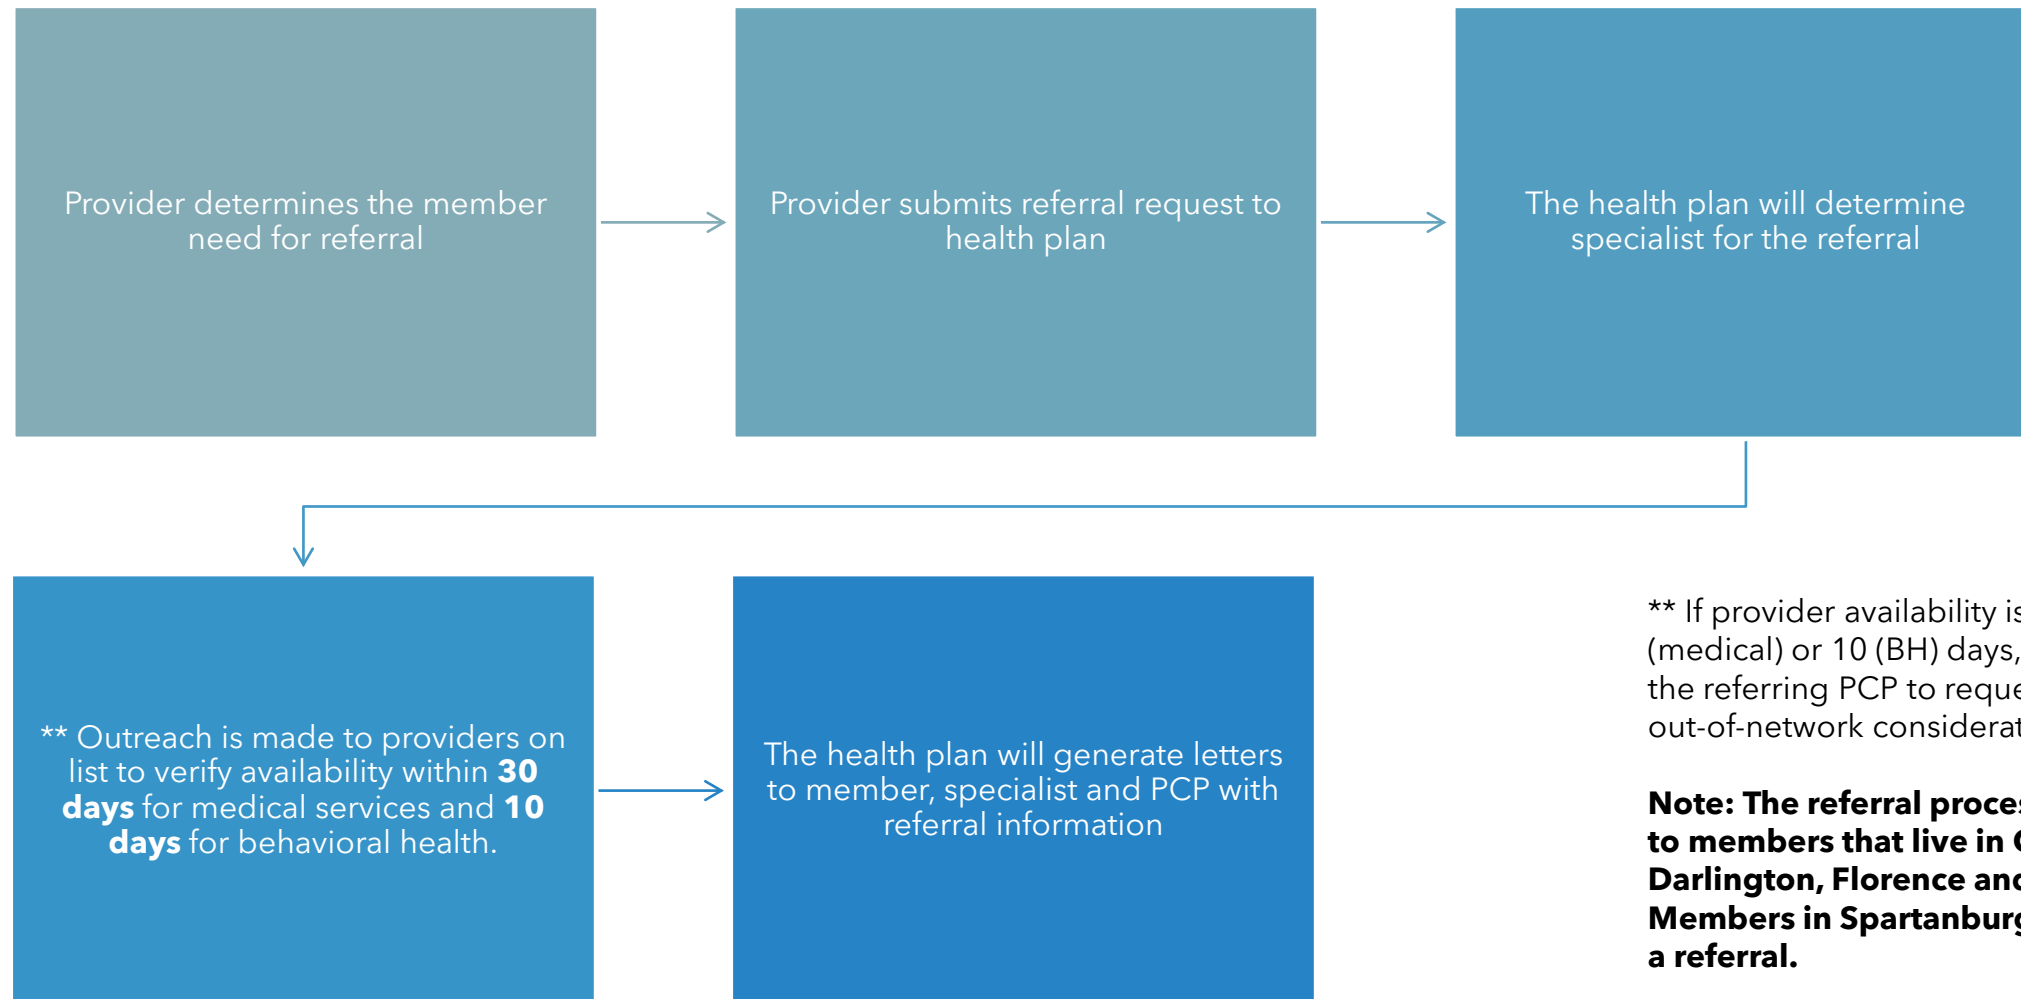 Provider determines the member
need for referral
Provider submits referral request to
health plan
The health plan will determine
specialist for the referral
** Outreach is made to providers on
list to verify availability within 30
days for medical services and 10
days for behavioral health.
The health plan will generate letters
to member, specialist and PCP with
referral information
** If provider availability
(medical) or 10 (BH) days,
the referring PCP to
out-of-network
Note: The referral
to members that live in
Darlington, Florence
Members in
a referral.